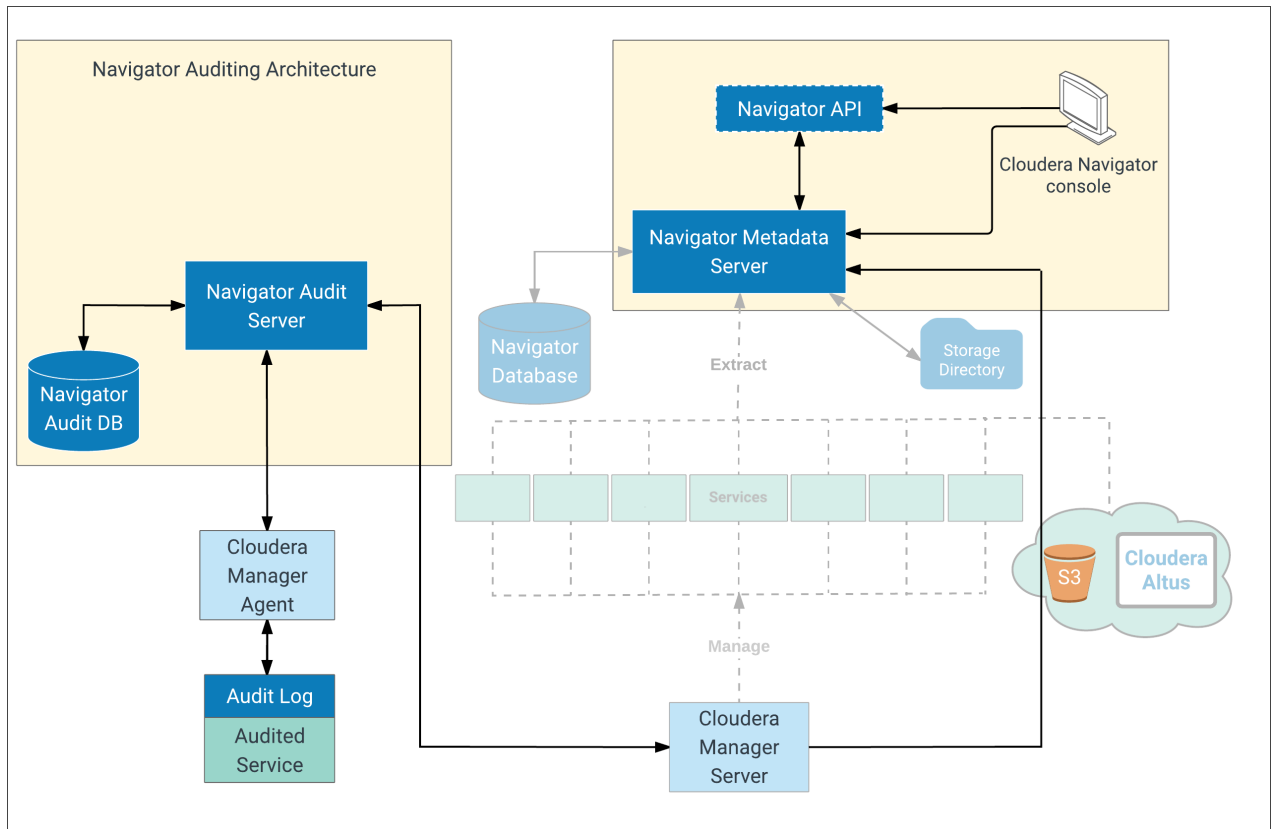 Navigator Auditing Architecture
Navigator API
Cloudera Navigator
console
Navigator Metadata
Server
Navigator Audit
Server
Navigator
Audit DB
Navigator
Database
Storage
Directory
Extract
Services
Cloudera
Manager
Agent
S3
Cloudera
Altus
Manage
Audit Log
Audited
Service
Cloudera
Manager
Server